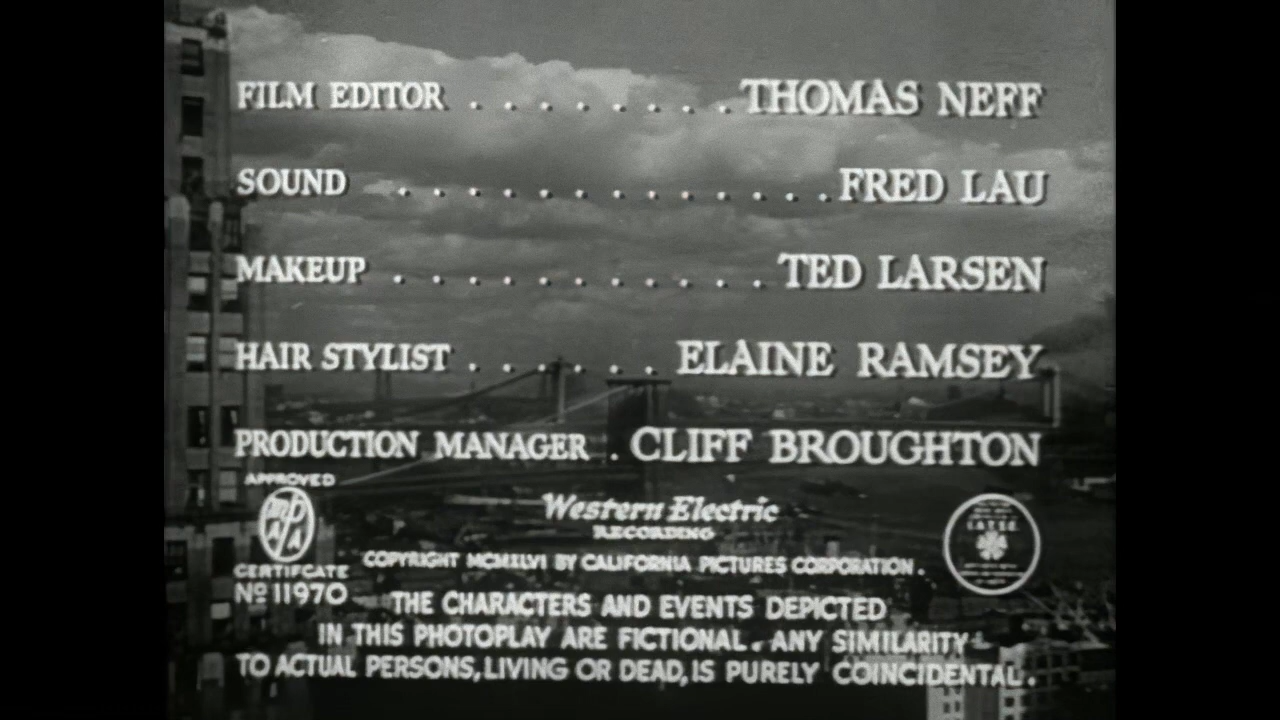 FILM EDITOR . . . . . . . . THOMAS NEFF
SOUND . . . . . . . . . . . . . FRED LAU
MAKEUP . . . . . . . . . . . TED LARSEN
HAIR STYLIST . . . . . . ELAINE RAMSEY
PRODUCTION MANAGER . CLIFF BROUGHTON
APPROVED
MPAA
CERTIFICATE
Nº 11970
Western Electric
RECORDING
I.A.T.S.E.
COPYRIGHT MCMXLVI BY CALIFORNIA PICTURES CORPORATION.
THE CHARACTERS AND EVENTS DEPICTED
IN THIS PHOTOPLAY ARE FICTIONAL. ANY SIMILARITY
TO ACTUAL PERSONS, LIVING OR DEAD, IS PURELY COINCIDENTAL.